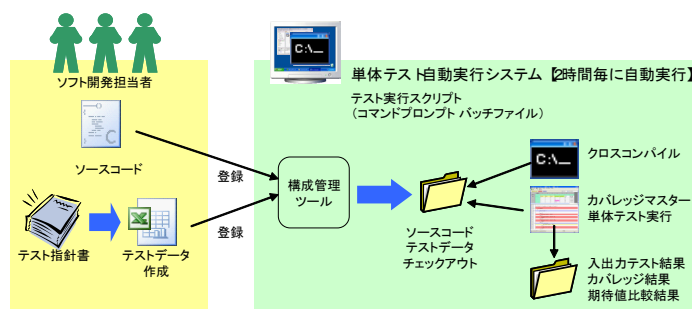 ソフト開発担当者
ソースコード
テスト指針書
テストデータ
作成
登録
登録
構成管理
ツール
単体テスト自動実行システム【2時間毎に自動実行】
テスト実行スクリプト
(コマンドプロンプト バッチファイル)
C:\_
ソースコード
テストデータ
チェックアウト
C:\_
クロスコンパイル
カバレッジマスター
単体テスト実行
入出力テスト結果
カバレッジ結果
期待値比較結果